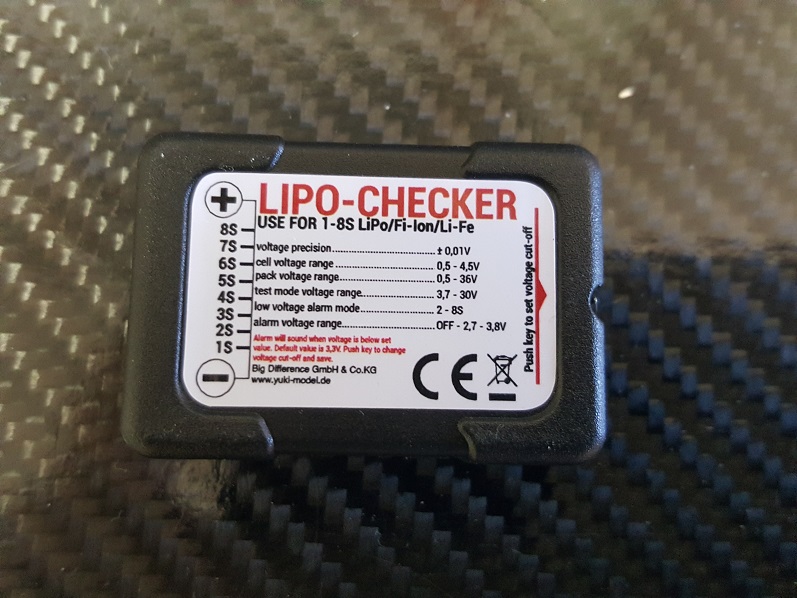 +
LIPO-CHECKER
USE FOR 1-8S LiPo/Fi-Ion/Li-Fe
8S
7S
6S
5S
4S
3S
2S
1S
−
voltage precision.......................... ± 0,01V
cell voltage range.......................... 0,5 - 4,5V
pack voltage range........................ 0,5 - 36V
test mode voltage range................. 3,7 - 30V
low voltage alarm mode................. 2 - 8S
alarm voltage range....................... OFF - 2,7 - 3,8V
Alarm will sound when voltage is below set
value. Default value is 3,3V. Push key to change
voltage cut-off and save.
Big Difference GmbH & Co.KG
www.yuki-model.de
CE
Push key to set voltage cut-off